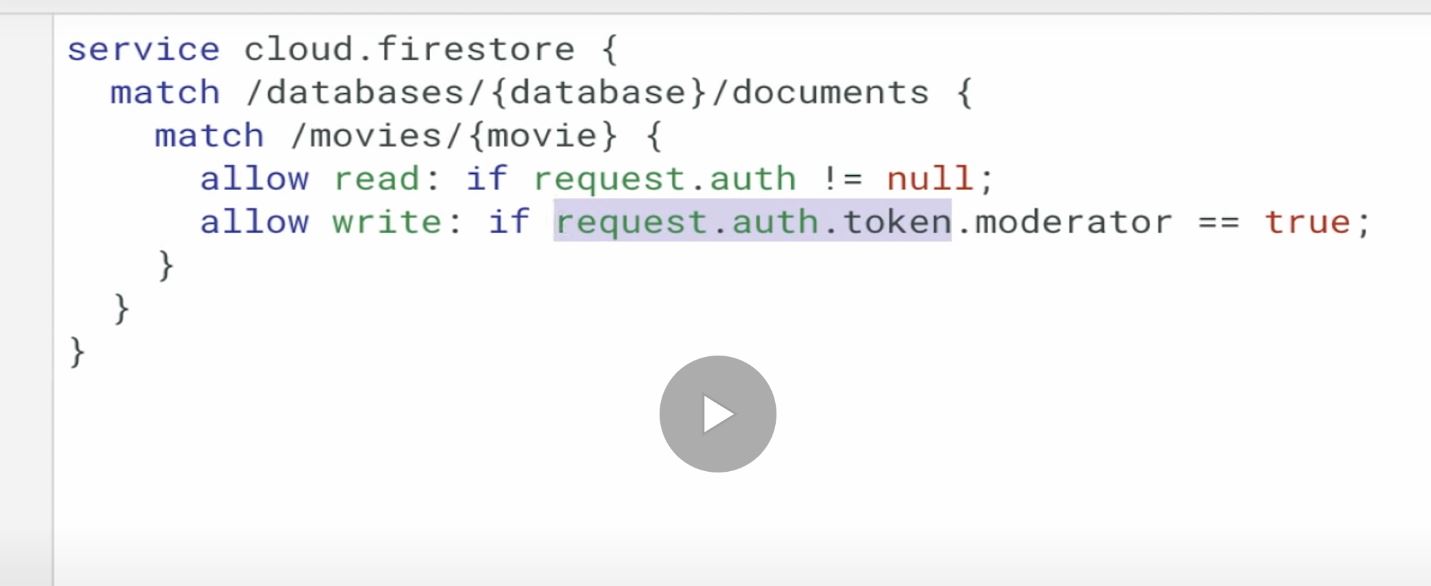 service cloud.firestore {
match /databases/{database}/documents {
match /movies/{movie} {
allow read: if request.auth != null;
allow write: if request.auth.token.moderator == true;
}
}
}